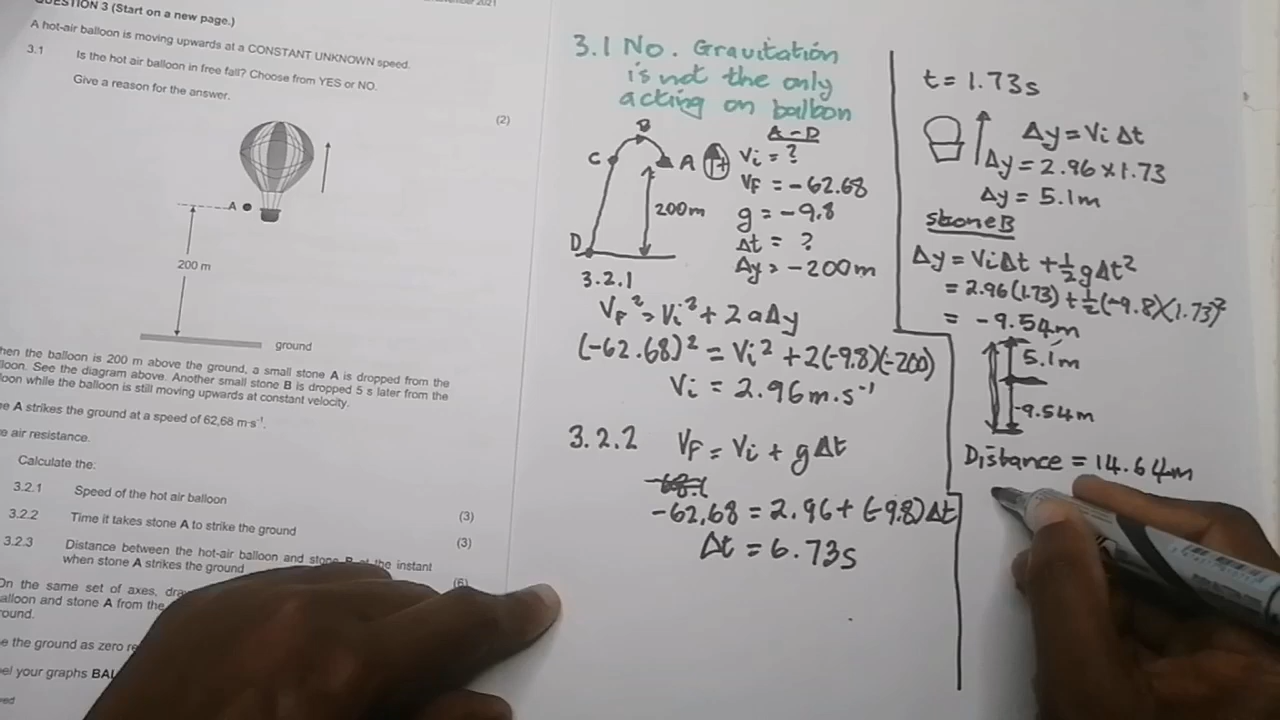 QUESTION 3 (Start on a new page.)
2021
A hot-air balloon is moving upwards at a CONSTANT UNKNOWN speed.
3.1 Is the hot air balloon in free fall? Choose from YES or NO.
Give a reason for the answer.
(2)
A
200 m
ground
hen the balloon is 200 m above the ground, a small stone A is dropped from the
lloon. See the diagram above. Another small stone B is dropped 5 s later from the
loon while the balloon is still moving upwards at constant velocity.
ne A strikes the ground at a speed of 62,68 m·s⁻¹.
e air resistance.
Calculate the:
3.2.1 Speed of the hot air balloon
(3)
3.2.2 Time it takes stone A to strike the ground
(3)
3.2.3 Distance between the hot-air balloon and stone B at the instant
when stone A strikes the ground
(6)
On the same set of axes, dra
alloon and stone A from the
round.
e the ground as zero re
el your graphs BAL
3.1 No. Gravitation
is not the only
acting on balloon
B
C
A
+
200m
D
A-D
Vi = ?
VF = -62.68
g = -9.8
Δt = ?
Δy = -200m
3.2.1
VF² = Vi² + 2aΔy
(-62.68)² = Vi² + 2(-9.8)(-200)
Vi = 2.96m.s⁻¹
3.2.2 VF = Vi + gΔt
-62.68 = 2.96 + (-9.8)Δt
Δt = 6.73s
t = 1.73s
Δy = Vi Δt
Δy = 2.96 × 1.73
Δy = 5.1m
stone B
Δy = ViΔt + ½gΔt²
= 2.96(1.73) + ½(-9.8)(1.73)²
= -9.54m
5.1m
-9.54m
Distance = 14.64m